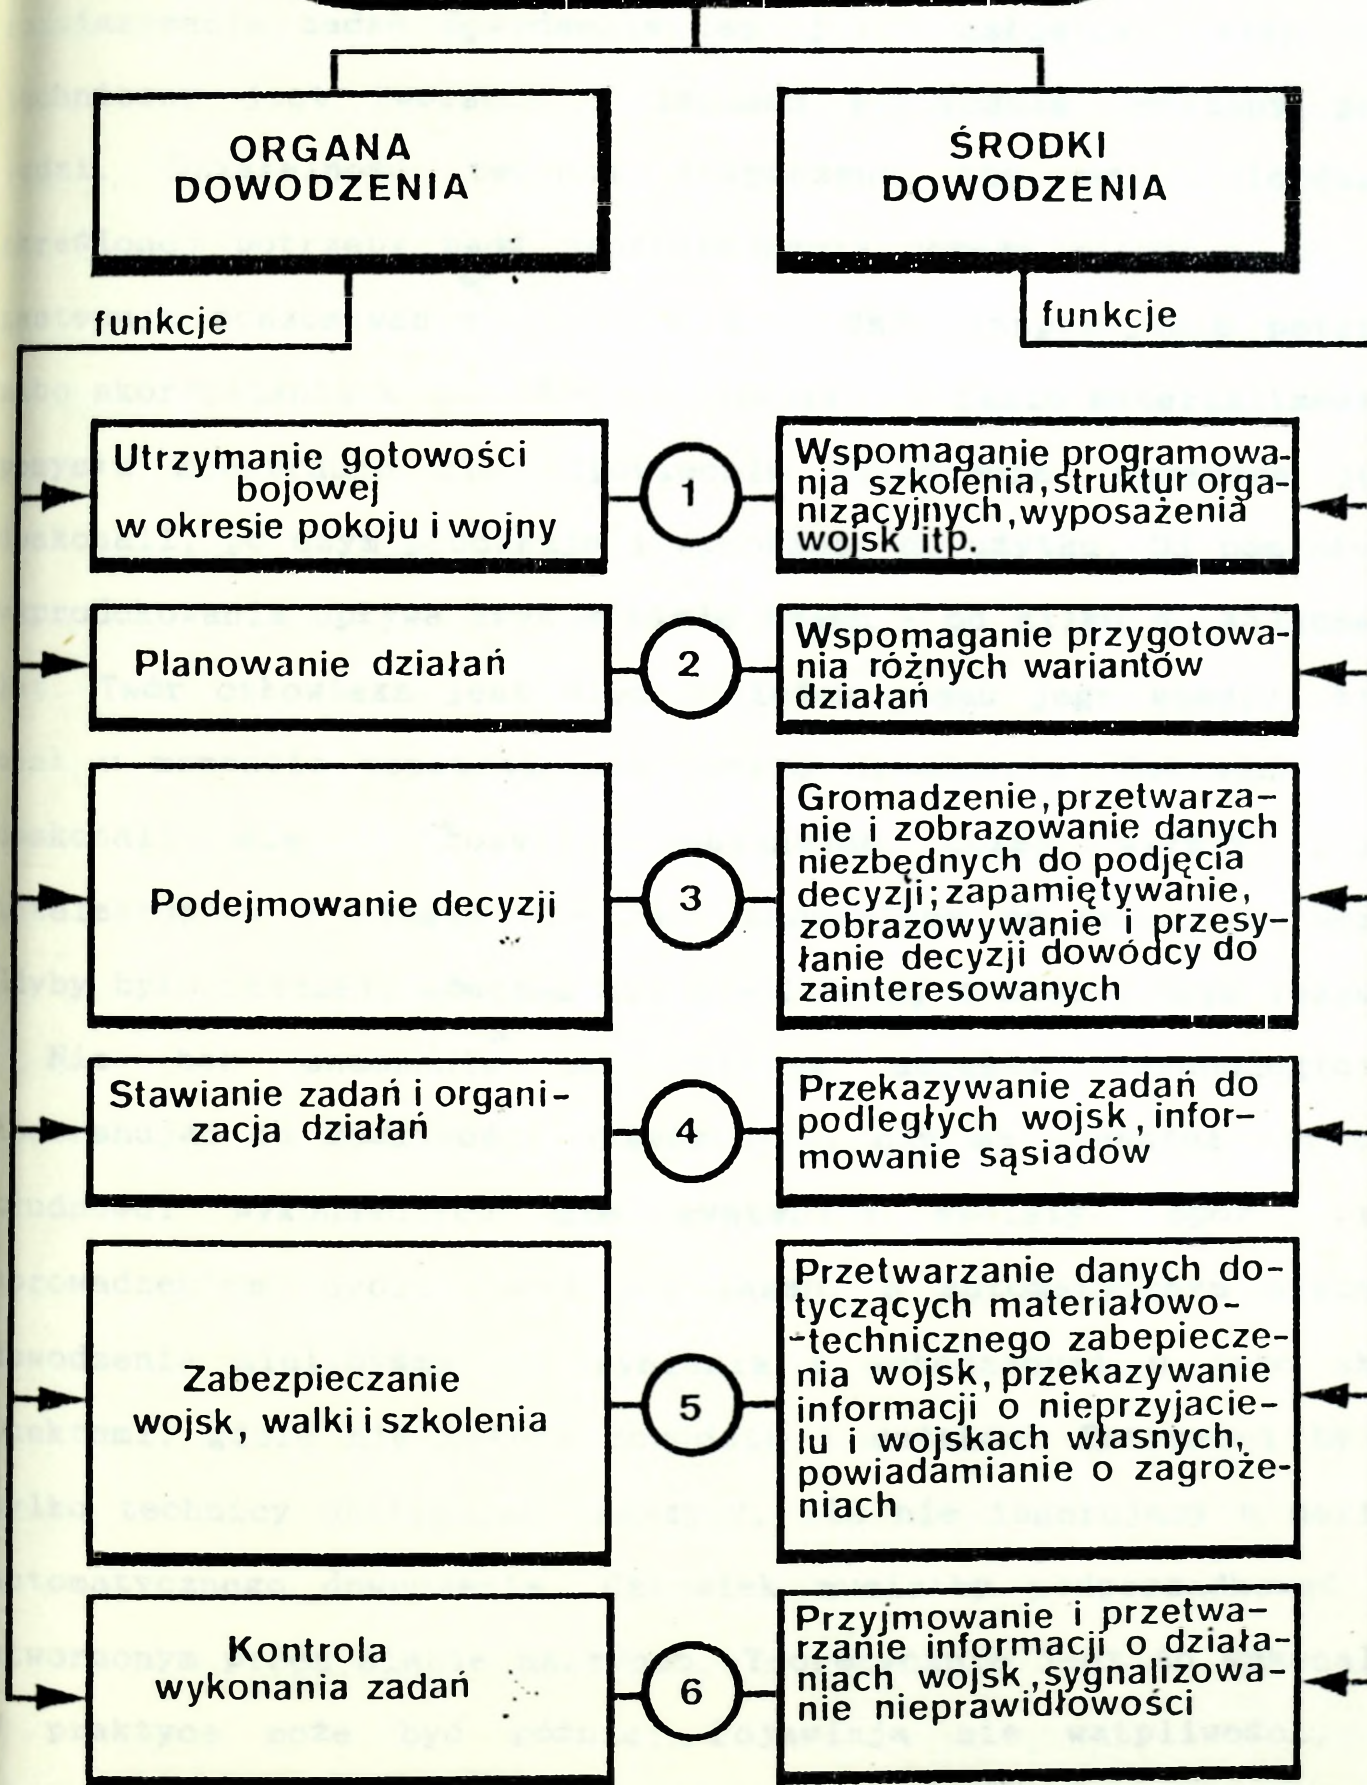 ORGANA
DOWODZENIA
ŚRODKI
DOWODZENIA
funkcje
funkcje
Utrzymanie gotowości
bojowej
w okresie pokoju i wojny
1
Wspomaganie programowa-
nia szkolenia, struktur orga-
nizacyjnych, wyposażenia
wojsk itp.
Planowanie działań
2
Wspomaganie przygotowa-
nia różnych wariantów
działań
Podejmowanie decyzji
3
Gromadzenie, przetwarza-
nie i zobrazowanie danych
niezbędnych do podjęcia
decyzji; zapamiętywanie,
zobrazowywanie i przesy-
łanie decyzji dowódcy do
zainteresowanych
Stawianie zadań i organi-
zacja działań
4
Przekazywanie zadań do
podległych wojsk, infor-
mowanie sąsiadów
Zabezpieczanie
wojsk, walki i szkolenia
5
Przetwarzanie danych do-
tyczących materiałowo-
-technicznego zabepiecze-
nia wojsk, przekazywanie
informacji o nieprzyjacie-
lu i wojskach własnych,
powiadamianie o zagroże-
niach
Kontrola
wykonania zadań
6
Przyjmowanie i przetwa-
rzanie informacji o działa-
niach wojsk, sygnalizowa-
nie nieprawidłowości